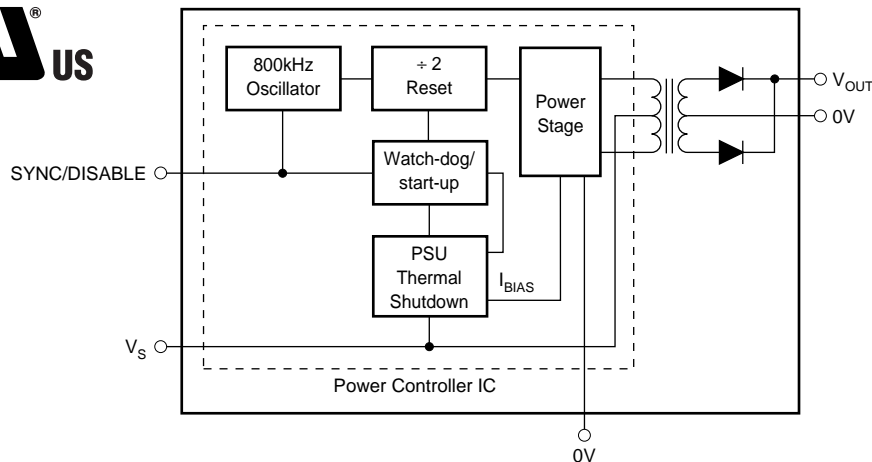 ®
US
800kHz
Oscillator
÷ 2
Reset
Power
Stage
V_OUT
0V
SYNC/DISABLE
Watch-dog/
start-up
PSU
Thermal
Shutdown
I_BIAS
V_S
Power Controller IC
0V